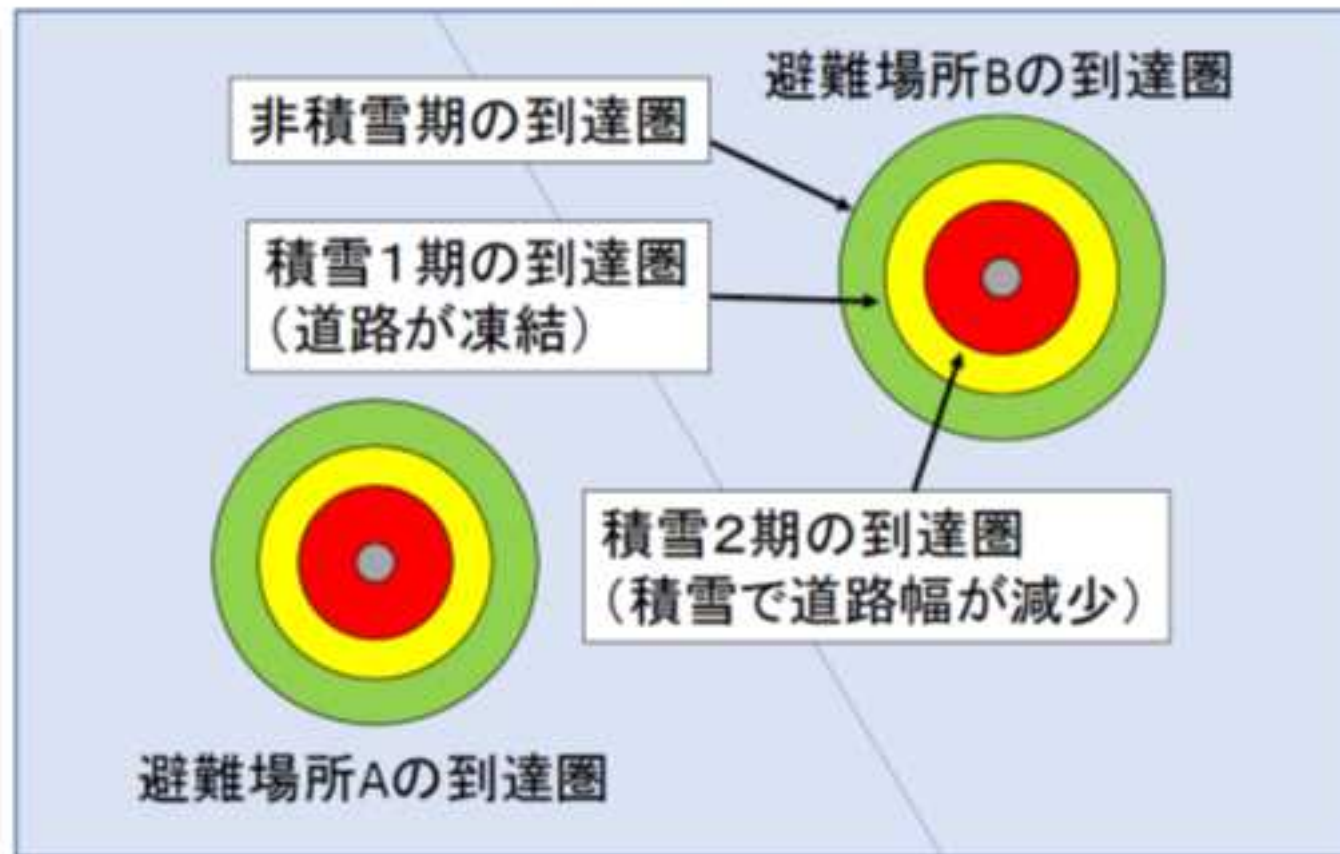 避難場所Bの到達圏
非積雪期の到達圏
積雪1期の到達圏
（道路が凍結）
積雪2期の到達圏
（積雪で道路幅が減少）
避難場所Aの到達圏